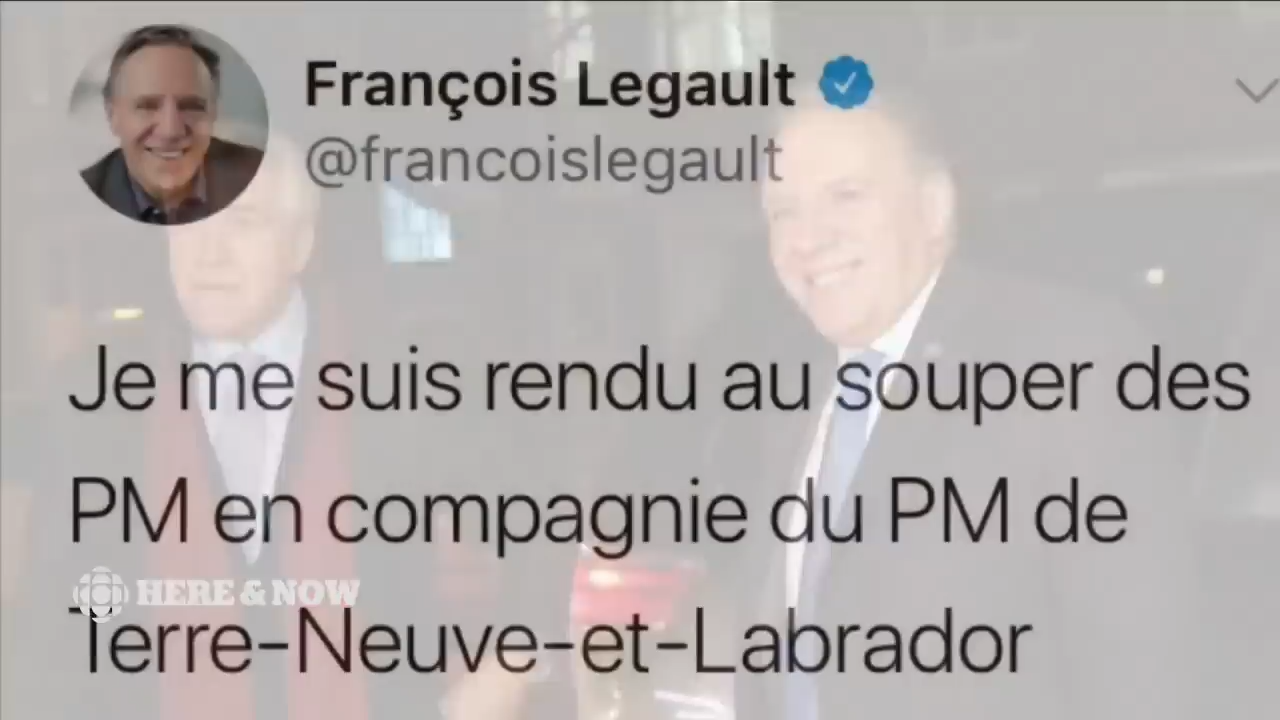 François Legault
@francoislegault
Je me suis rendu au souper des
PM en compagnie du PM de
HERE & NOW
Terre-Neuve-et-Labrador